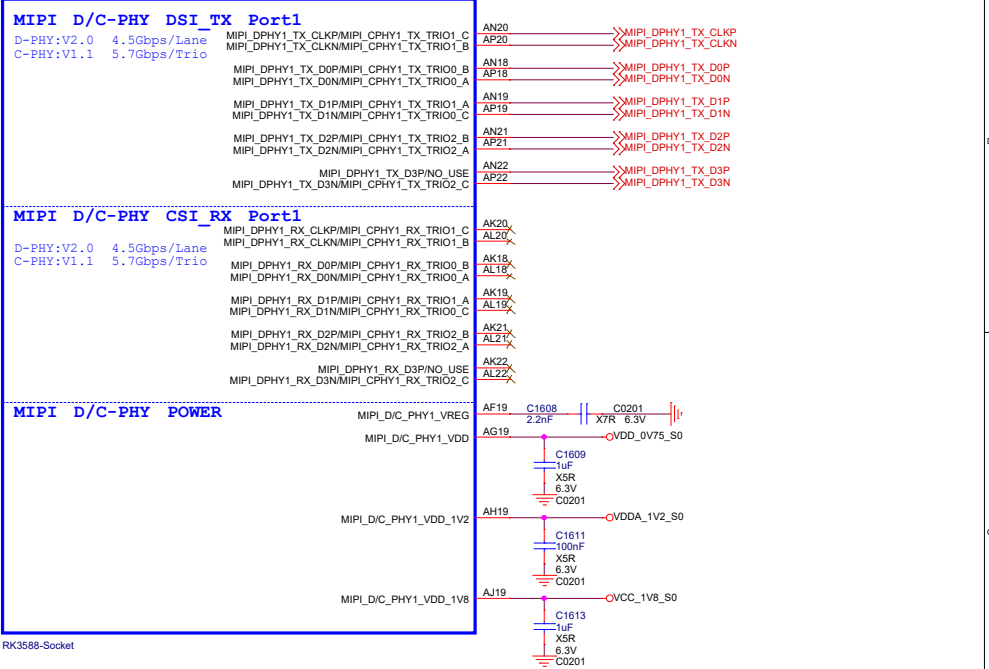 MIPI D/C-PHY DSI_TX Port1
D-PHY:V2.0 4.5Gbps/Lane
C-PHY:V1.1 5.7Gbps/Trio
MIPI_DPHY1_TX_CLKP/MIPI_CPHY1_TX_TRIO1_C AN20 MIPI_DPHY1_TX_CLKP
MIPI_DPHY1_TX_CLKN/MIPI_CPHY1_TX_TRIO1_B AP20 MIPI_DPHY1_TX_CLKN
MIPI_DPHY1_TX_D0P/MIPI_CPHY1_TX_TRIO0_B AN18 MIPI_DPHY1_TX_D0P
MIPI_DPHY1_TX_D0N/MIPI_CPHY1_TX_TRIO0_A AP18 MIPI_DPHY1_TX_D0N
MIPI_DPHY1_TX_D1P/MIPI_CPHY1_TX_TRIO1_A AN19 MIPI_DPHY1_TX_D1P
MIPI_DPHY1_TX_D1N/MIPI_CPHY1_TX_TRIO0_C AP19 MIPI_DPHY1_TX_D1N
MIPI_DPHY1_TX_D2P/MIPI_CPHY1_TX_TRIO2_B AN21 MIPI_DPHY1_TX_D2P
MIPI_DPHY1_TX_D2N/MIPI_CPHY1_TX_TRIO2_A AP21 MIPI_DPHY1_TX_D2N
MIPI_DPHY1_TX_D3P/NO_USE AN22 MIPI_DPHY1_TX_D3P
MIPI_DPHY1_TX_D3N/MIPI_CPHY1_TX_TRIO2_C AP22 MIPI_DPHY1_TX_D3N
MIPI D/C-PHY CSI_RX Port1
D-PHY:V2.0 4.5Gbps/Lane
C-PHY:V1.1 5.7Gbps/Trio
MIPI_DPHY1_RX_CLKP/MIPI_CPHY1_RX_TRIO1_C AK20
MIPI_DPHY1_RX_CLKN/MIPI_CPHY1_RX_TRIO1_B AL20
MIPI_DPHY1_RX_D0P/MIPI_CPHY1_RX_TRIO0_B AK18
MIPI_DPHY1_RX_D0N/MIPI_CPHY1_RX_TRIO0_A AL18
MIPI_DPHY1_RX_D1P/MIPI_CPHY1_RX_TRIO1_A AK19
MIPI_DPHY1_RX_D1N/MIPI_CPHY1_RX_TRIO0_C AL19
MIPI_DPHY1_RX_D2P/MIPI_CPHY1_RX_TRIO2_B AK21
MIPI_DPHY1_RX_D2N/MIPI_CPHY1_RX_TRIO2_A AL21
MIPI_DPHY1_RX_D3P/NO_USE AK22
MIPI_DPHY1_RX_D3N/MIPI_CPHY1_RX_TRIO2_C AL22
MIPI D/C-PHY POWER
MIPI_D/C_PHY1_VREG AF19 C1608 C0201
2.2nF X7R 6.3V
MIPI_D/C_PHY1_VDD AG19 VDD_0V75_S0
C1609
1uF
X5R
6.3V
C0201
MIPI_D/C_PHY1_VDD_1V2 AH19 VDDA_1V2_S0
C1611
100nF
X5R
6.3V
C0201
MIPI_D/C_PHY1_VDD_1V8 AJ19 VCC_1V8_S0
C1613
1uF
X5R
6.3V
C0201
RK3588-Socket